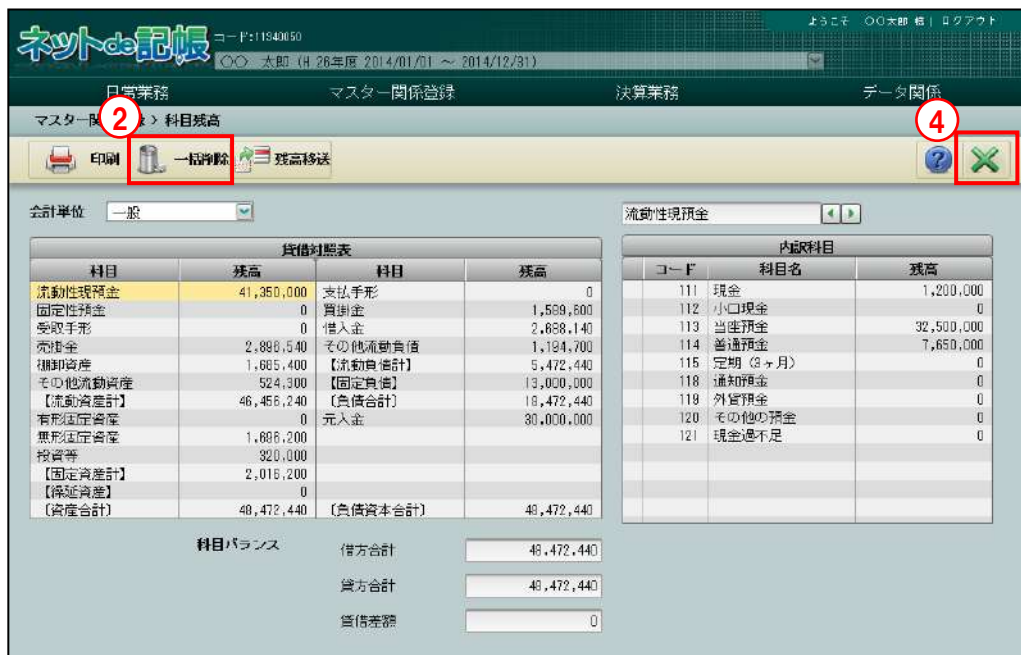 ようこそ 〇〇太郎 様 | ログアウト
ネットde記帳 コード:11940050
〇〇 太郎 (H 26年度 2014/01/01 ～ 2014/12/31)
日常業務 マスター関係登録 決算業務 データ関係
マスター関 > 科目残高
② ④
印刷 一括削除 残高移送
会計単位 一般 流動性現預金
貸借対照表
科目 残高 科目 残高
流動性現預金 41,350,000 支払手形 0
固定性預金 0 買掛金 1,589,600
受取手形 0 借入金 2,688,140
売掛金 2,896,540 その他流動負債 1,194,700
棚卸資産 1,685,400 【流動負債計】 5,472,440
その他流動資産 524,300 【固定負債】 13,000,000
【流動資産計】 46,456,240 〔負債合計〕 18,472,440
有形固定資産 0 元入金 30,000,000
無形固定資産 1,696,200
投資等 320,000
【固定資産計】 2,016,200
【繰延資産】 0
〔資産合計〕 48,472,440 〔負債資本合計〕 48,472,440
内訳科目
コード 科目名 残高
111 現金 1,200,000
112 小口現金 0
113 当座預金 32,500,000
114 普通預金 7,650,000
115 定期（3ヶ月） 0
118 通知預金 0
119 外貨預金 0
120 その他の預金 0
121 現金過不足 0
科目バランス 借方合計 48,472,440
貸方合計 48,472,440
貸借差額 0